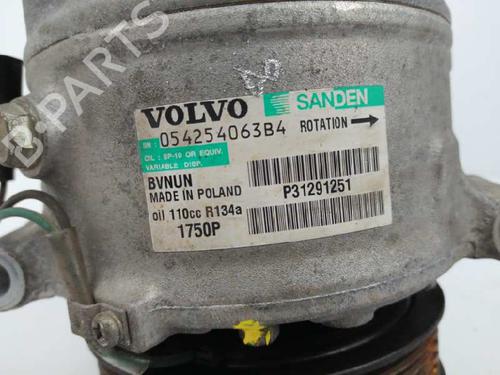 VOLVO
SANDEN
SN: 054254063B4 ROTATION
OIL: SP-10 OR EQUIV.
VARIABLE DISP.
BVNUN
MADE IN POLAND
P31291251
oil 110cc R134a
1750P
D-PARTS